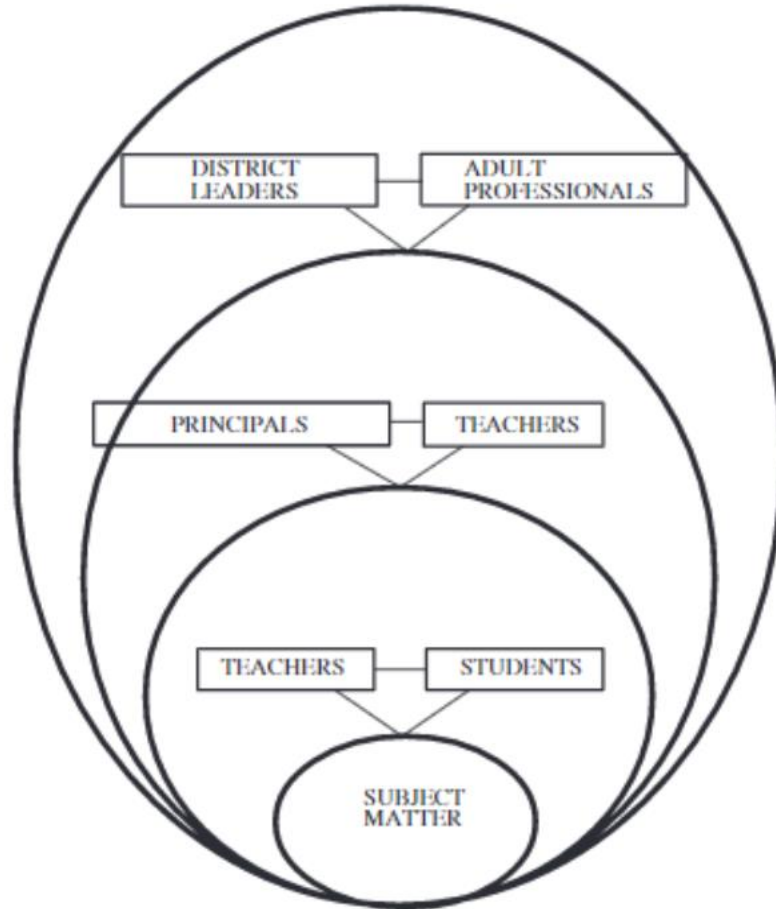 DISTRICT
LEADERS
ADULT
PROFESSIONALS
PRINCIPALS
TEACHERS
TEACHERS
STUDENTS
SUBJECT
MATTER